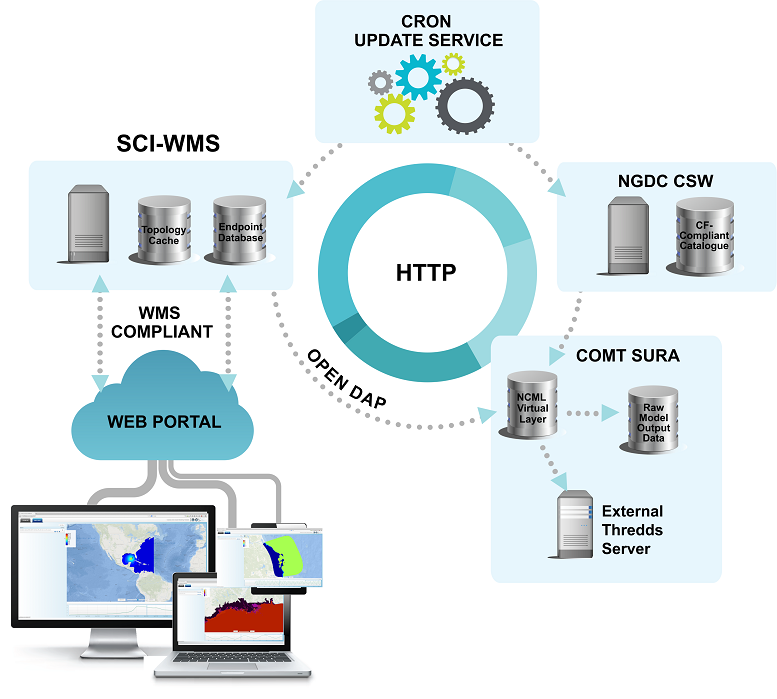 CRON
UPDATE SERVICE
SCI-WMS
Topology
Cache
Endpoint
Database
NGDC CSW
CF-
Compliant
Catalogue
HTTP
WMS
COMPLIANT
OPEN DAP
WEB PORTAL
COMT SURA
NCML
Virtual
Layer
Raw
Model
Output
Data
External
Thredds
Server